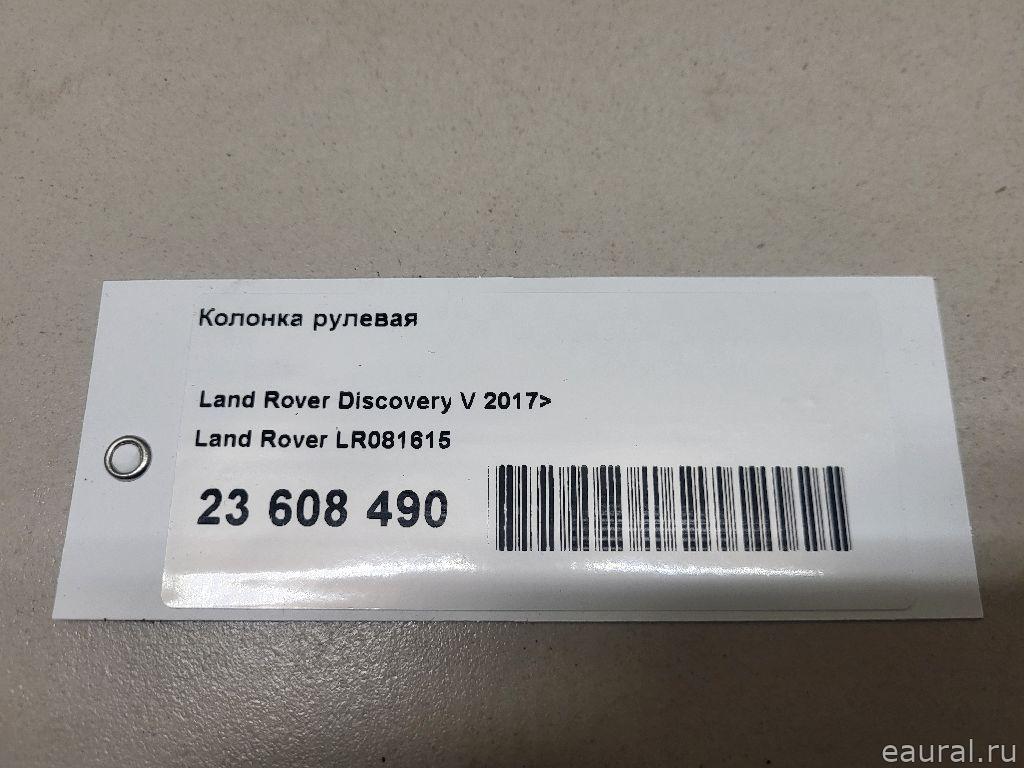 Колонка рулевая
Land Rover Discovery V 2017>
Land Rover LR081615
23 608 490
eaural.ru